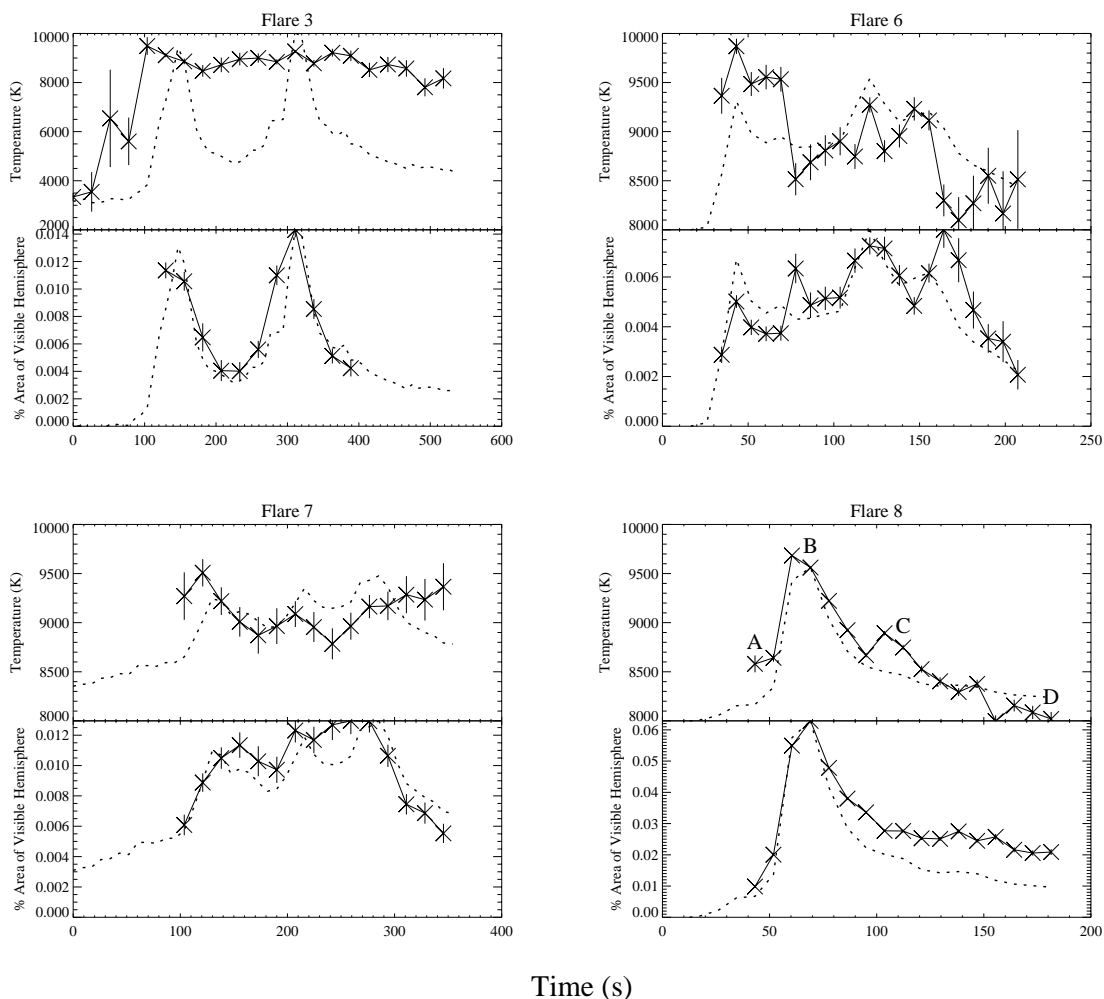 Flare 3
Temperature (K)
10000
8000
6000
4000
2000
% Area of Visible Hemisphere
0.014
0.012
0.010
0.008
0.006
0.004
0.002
0.000
0 100 200 300 400 500 600
Flare 6
Temperature (K)
10000
9500
9000
8500
8000
% Area of Visible Hemisphere
0.006
0.004
0.002
0.000
0 50 100 150 200 250
Flare 7
Temperature (K)
10000
9500
9000
8500
8000
% Area of Visible Hemisphere
0.012
0.010
0.008
0.006
0.004
0.002
0.000
0 100 200 300 400
Flare 8
Temperature (K)
10000
9500
9000
8500
8000
A
B
C
D
% Area of Visible Hemisphere
0.06
0.05
0.04
0.03
0.02
0.01
0.00
0 50 100 150 200
Time (s)